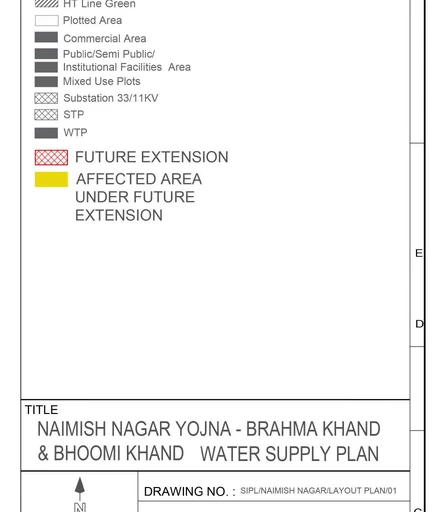 HT Line Green
Plotted Area
Commercial Area
Public/Semi Public/
Institutional Facilities Area
Mixed Use Plots
Substation 33/11KV
STP
WTP
FUTURE EXTENSION
AFFECTED AREA
UNDER FUTURE
EXTENSION
E
D
TITLE
NAIMISH NAGAR YOJNA - BRAHMA KHAND
& BHOOMI KHAND WATER SUPPLY PLAN
N
DRAWING NO. : SIPL/NAIMISH NAGAR/LAYOUT PLAN/01